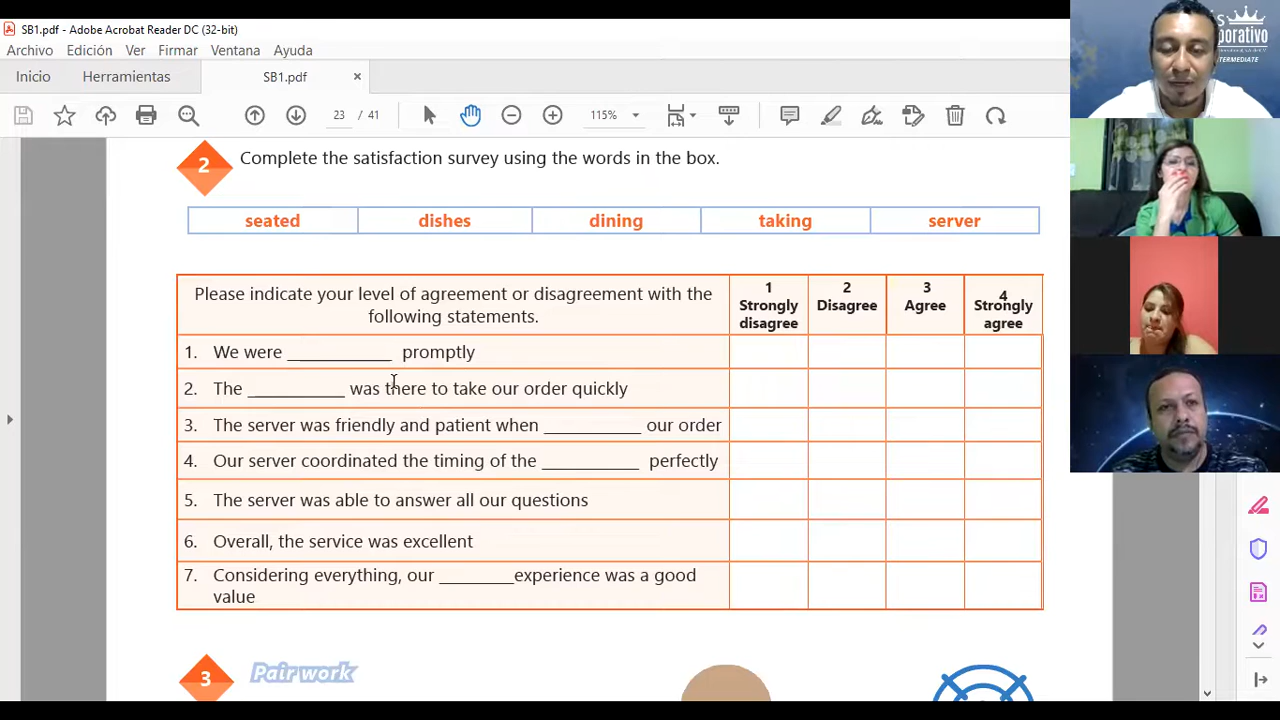 SB1.pdf - Adobe Acrobat Reader DC (32-bit)
Archivo Edición Ver Firmar Ventana Ayuda
Inicio Herramientas SB1.pdf ×
23 / 41 115%
2 Complete the satisfaction survey using the words in the box.
seated dishes dining taking server
Please indicate your level of agreement or disagreement with the following statements.
1 Strongly disagree
2 Disagree
3 Agree
4 Strongly agree
1. We were ____________ promptly
2. The ___________ was there to take our order quickly
3. The server was friendly and patient when ___________ our order
4. Our server coordinated the timing of the ___________ perfectly
5. The server was able to answer all our questions
6. Overall, the service was excellent
7. Considering everything, our ________experience was a good
value
3 Pair work